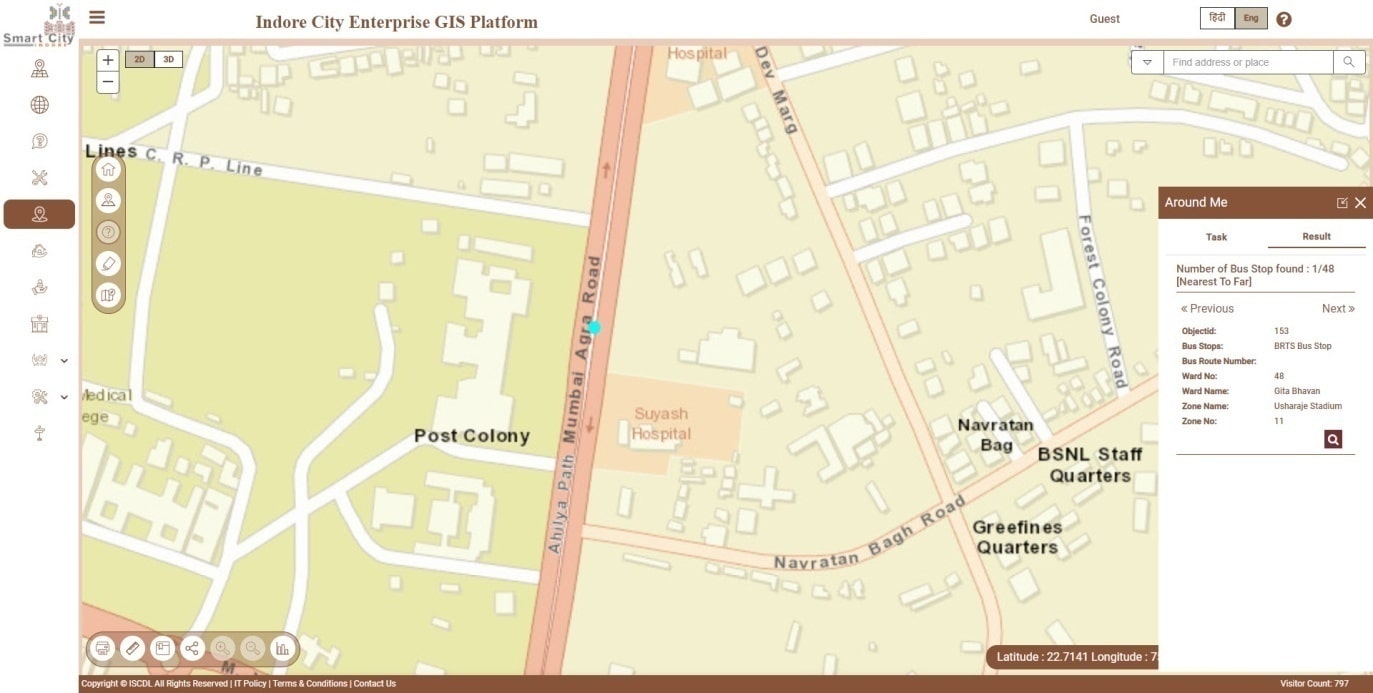 Smart City
INDORE
Indore City Enterprise GIS Platform
Guest
हिंदी
Eng
2D
3D
Find address or place
Hospital
Dev Marg
Lines
C. R. P. Line
Ahilya Path Mumbai Agra Road
Forest Colony Road
Suyash
Hospital
Post Colony
Navratan
Bag
BSNL Staff
Quarters
Greefines
Quarters
Navratan Bagh Road
Around Me
Task
Result
Number of Bus Stop found : 1/48
[Nearest To Far]
« Previous
Next »
Objectid: 153
Bus Stops: BRTS Bus Stop
Bus Route Number:
Ward No: 48
Ward Name: Gita Bhavan
Zone Name: Usharaje Stadium
Zone No: 11
Latitude : 22.7141 Longitude : 7
Copyright © ISCDL All Rights Reserved | IT Policy | Terms & Conditions | Contact Us
Visitor Count: 797